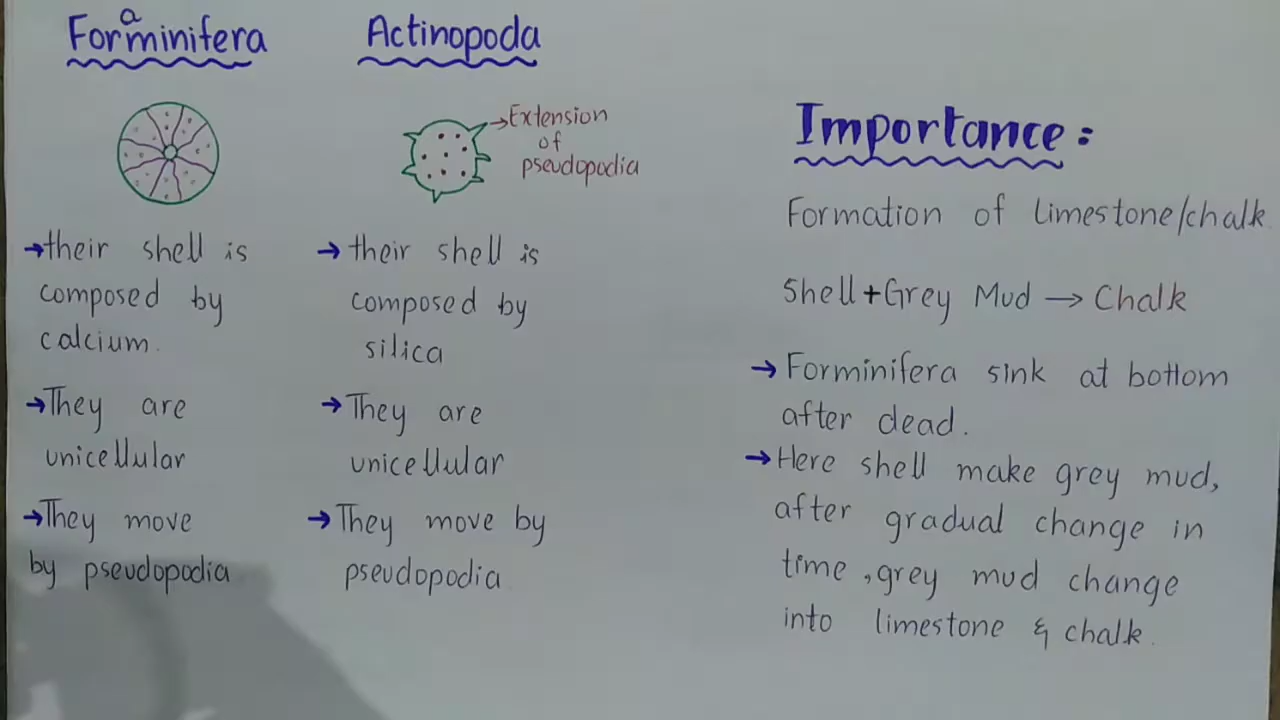 Foraminifera
their shell is
composed by
calcium.
They are
unicellular
They move
by pseudopodia
Actinopoda
Extension
of
pseudopodia
their shell is
composed by
silica
They are
unicellular
They move by
pseudopodia
Importance:
Formation of limestone/chalk
Shell+Grey Mud → Chalk
→ Forminifera sink at bottom
after dead.
→ Here shell make grey mud,
after gradual change in
time, grey mud change
into limestone & chalk.